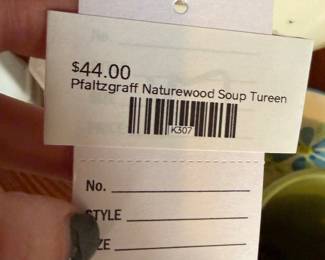 $44.00
Pfaltzgraff Naturewood Soup Tureen
K307
No.
STYLE